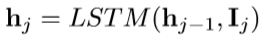 h_j = LSTM(h_{j−1}, I_j)